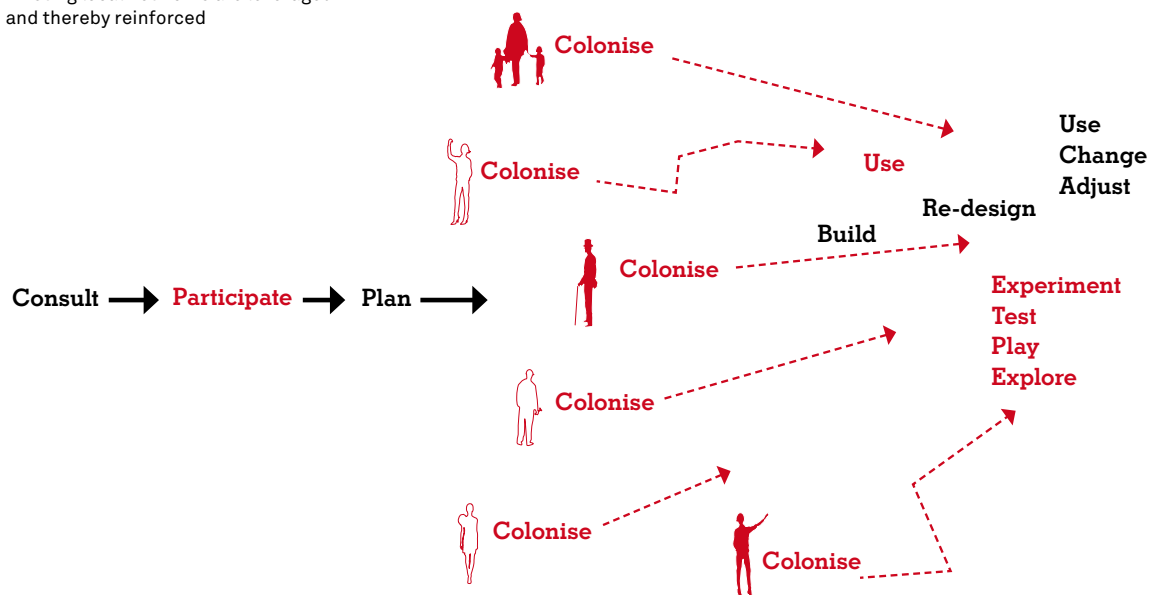 and thereby reinforced
Colonise
Use
Change
Adjust
Colonise
Use
Re-design
Build
Colonise
Consult
Participate
Plan
Experiment
Test
Play
Explore
Colonise
Colonise
Colonise